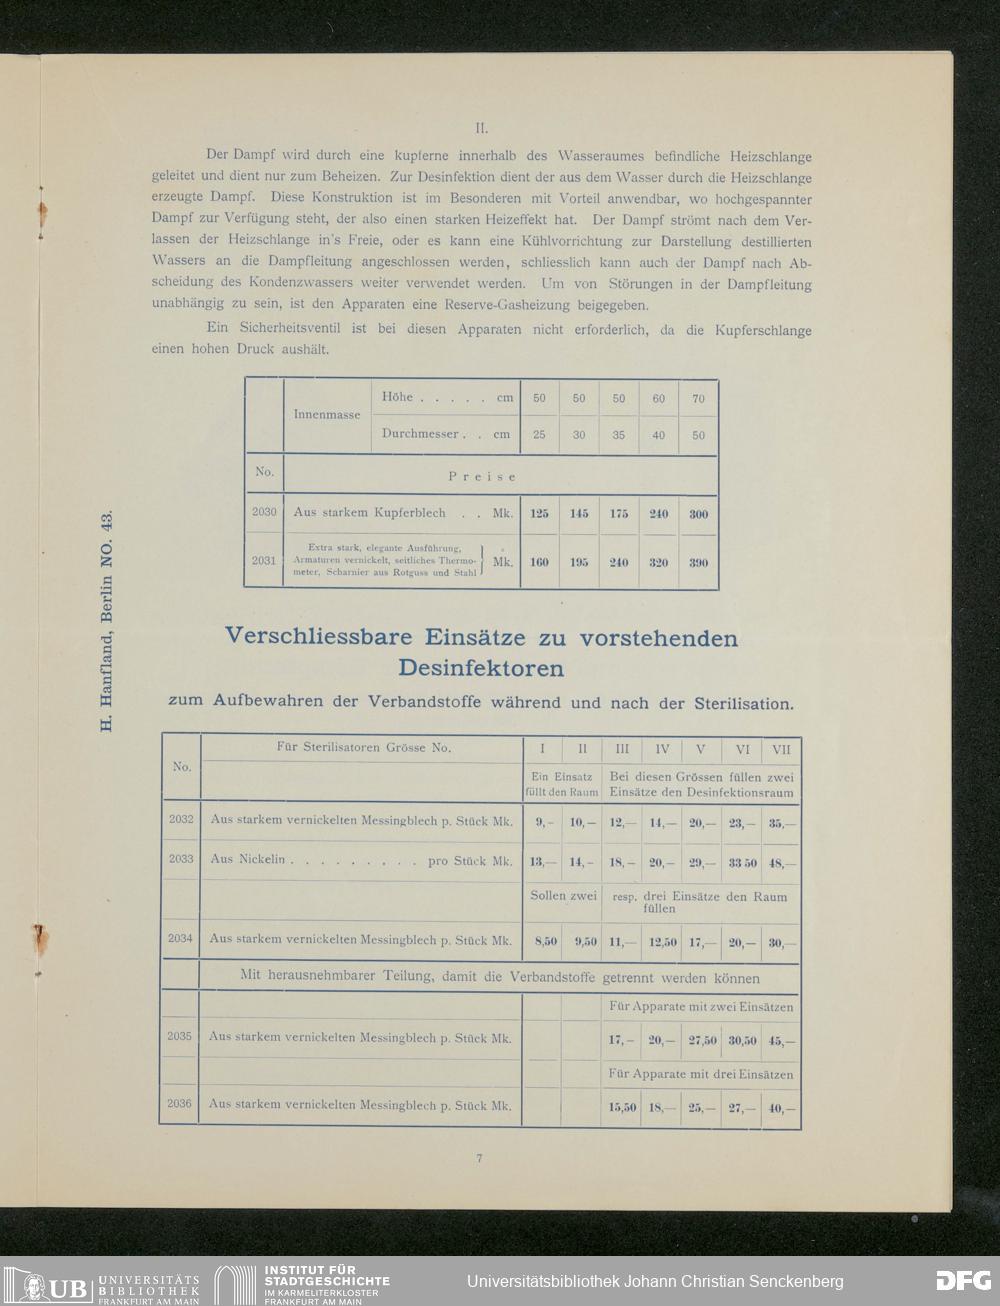 II.
Der Dampf wird durch eine kupferne innerhalb des Wasseraumes befindliche Heizschlange
geleitet und dient nur zum Beheizen. Zur Desinfektion dient der aus dem Wasser durch die Heizschlange
erzeugte Dampf. Diese Konstruktion ist im Besonderen mit Vorteil anwendbar, wo hochgespannter
Dampf zur Verfügung steht, der also einen starken Heizeffekt hat. Der Dampf strömt nach dem Ver-
lassen der Heizschlange in's Freie, oder es kann eine Kühlvorrichtung zur Darstellung destillierten
Wassers an die Dampfleitung angeschlossen werden, schliesslich kann auch der Dampf nach Ab-
scheidung des Kondenzwassers weiter verwendet werden. Um von Störungen in der Dampfleitung
unabhängig zu sein, ist den Apparaten eine Reserve-Gasheizung beigegeben.
Ein Sicherheitsventil ist bei diesen Apparaten nicht erforderlich, da die Kupferschlange
einen hohen Druck aushält.
Innenmasse
Höhe . . . . . cm 50 50 50 60 70
Durchmesser . . cm 25 30 35 40 50
No. Preise
2030 Aus starkem Kupferblech . . Mk. 125 145 175 240 300
2031 Extra stark, elegante Ausführung,
Armaturen vernickelt, seitliches Thermo-
meter, Scharnier aus Rotguss und Stahl } Mk. 160 195 240 320 390
H. Hanfland, Berlin NO. 43.
Verschliessbare Einsätze zu vorstehenden
Desinfektoren
zum Aufbewahren der Verbandstoffe während und nach der Sterilisation.
No. Für Sterilisatoren Grösse No. I II III IV V VI VII
Ein Einsatz
füllt den Raum
Bei diesen Grössen füllen zwei
Einsätze den Desinfektionsraum
2032 Aus starkem vernickelten Messingblech p. Stück Mk. 9,– 10,– 12,— 14,— 20,— 23,— 35,—
2033 Aus Nickelin . . . . . . . . . pro Stück Mk. 13,— 14,– 18,– 20,— 29,— 33 50 48,—
Sollen zwei
resp. drei Einsätze den Raum
füllen
2034 Aus starkem vernickelten Messingblech p. Stück Mk. 8,50 9,50 11,— 12,50 17,— 20,— 30,—
Mit herausnehmbarer Teilung, damit die Verbandstoffe getrennt werden können
Für Apparate mit zwei Einsätzen
2035 Aus starkem vernickelten Messingblech p. Stück Mk. 17,– 20,— 27,50 30,50 45,—
Für Apparate mit drei Einsätzen
2036 Aus starkem vernickelten Messingblech p. Stück Mk. 15,50 18,— 25,— 27,— 40,—
7
UB UNIVERSITÄTS
BIBLIOTHEK
FRANKFURT AM MAIN
INSTITUT FÜR
STADTGESCHICHTE
IM KARMELITERKLOSTER
FRANKFURT AM MAIN
Universitätsbibliothek Johann Christian Senckenberg
DFG